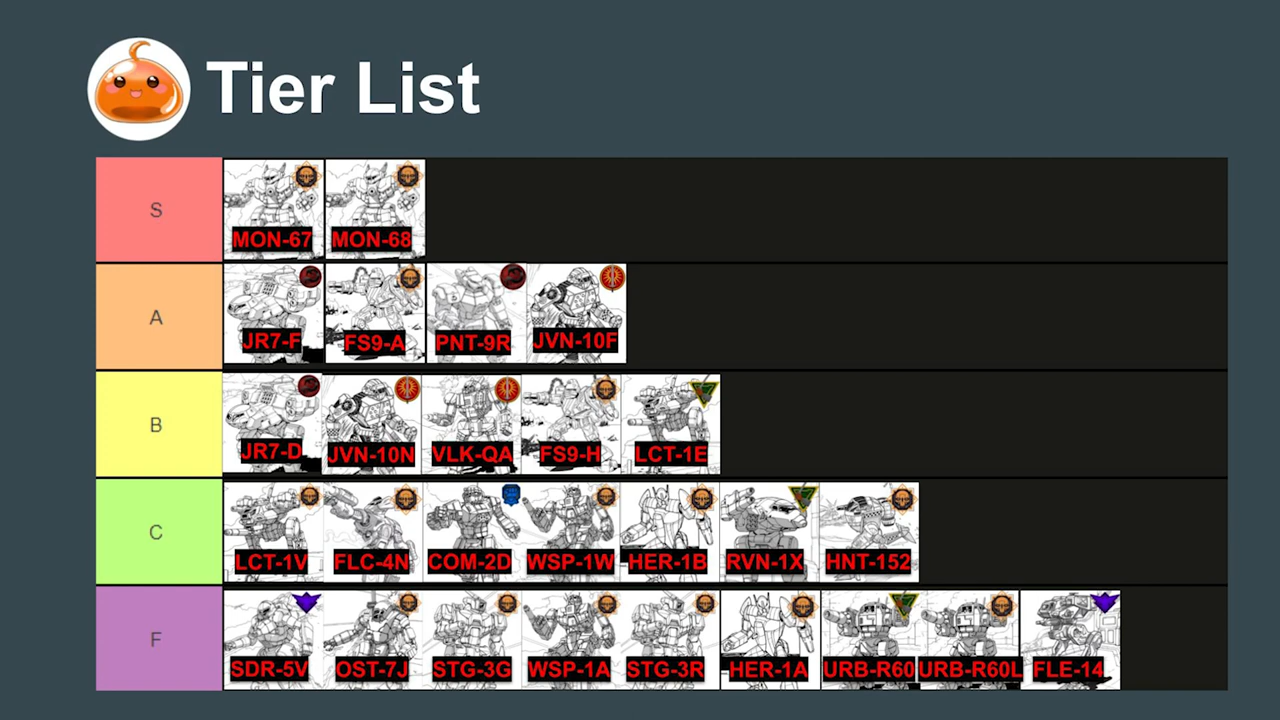 Tier List
S
MON-67 MON-68
A
JR7-F FS9-A PNT-9R JVN-10F
B
JR7-D JVN-10N VLK-QA FS9-H LCT-1E
C
LCT-1V FLC-4N COM-2D WSP-1W HER-1B RVN-1X HNT-152
F
SDR-5V OST-7J STG-3G WSP-1A STG-3R HER-1A URB-R60 URB-R60L FLE-14